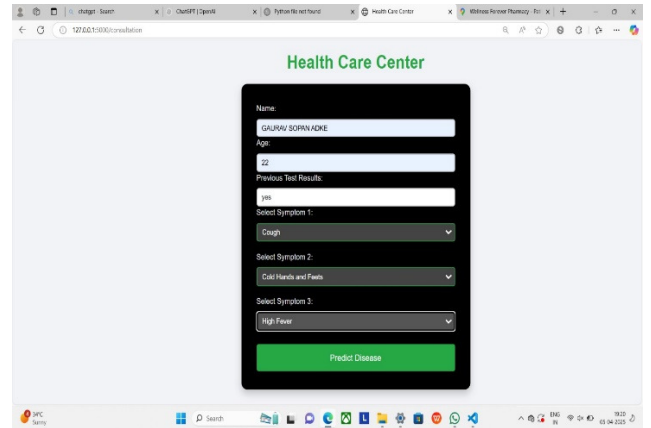 chatgpt - Search
ChatGPT | OpenAI
Python file not found
Health Care Center
Wellness Forever Pharmacy - Fo
127.0.0.1:5000/consultation
Health Care Center
Name:
GAURAV SOPAN ADKE
Age:
22
Previous Test Results:
yes
Select Symptom 1:
Cough
Select Symptom 2:
Cold Hands and Feets
Select Symptom 3:
High Fever
Predict Disease
34°C
Sunny
Search
ENG
IN
19:20
05-04-2025